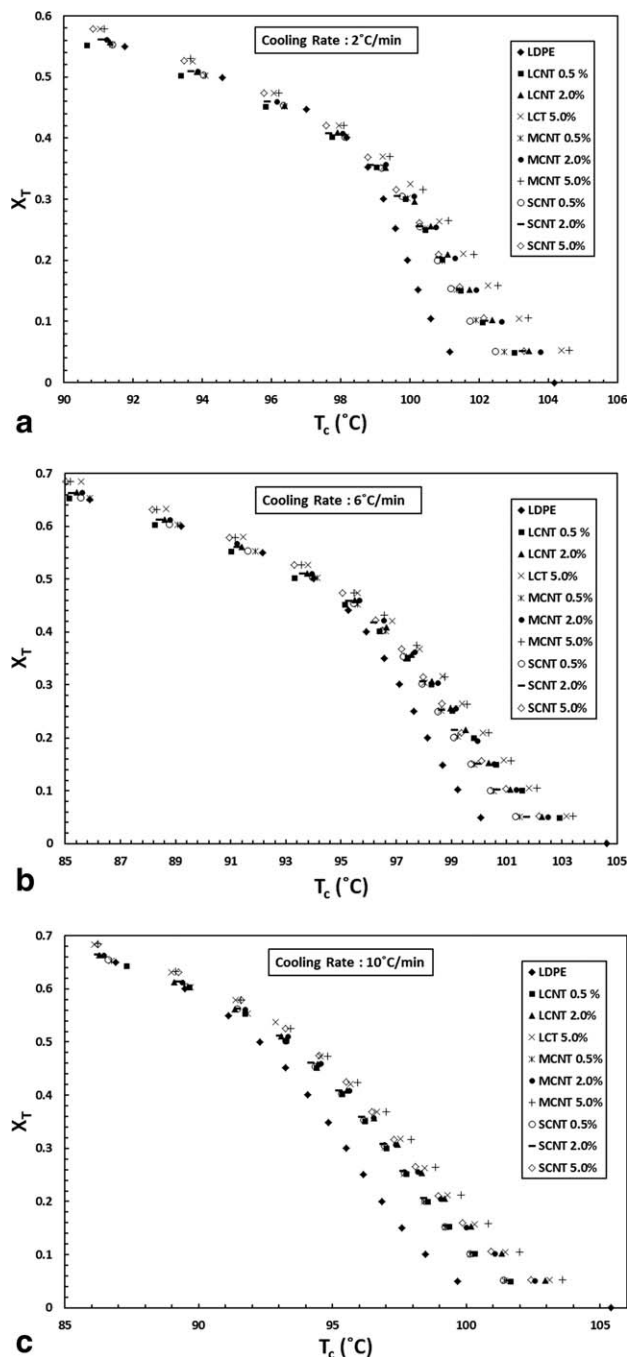 0.6
0.5
0.4
0.3
0.2
0.1
0
X_T
Cooling Rate : 2˚C/min
LDPE
LCNT 0.5 %
LCNT 2.0%
LCT 5.0%
MCNT 0.5%
MCNT 2.0%
MCNT 5.0%
SCNT 0.5%
SCNT 2.0%
SCNT 5.0%
90 92 94 96 98 100 102 104 106
T_c (˚C)
a
0.7
0.6
0.5
0.4
0.3
0.2
0.1
0
X_T
Cooling Rate : 6˚C/min
LDPE
LCNT 0.5 %
LCNT 2.0%
LCT 5.0%
MCNT 0.5%
MCNT 2.0%
MCNT 5.0%
SCNT 0.5%
SCNT 2.0%
SCNT 5.0%
85 87 89 91 93 95 97 99 101 103 105
T_c (˚C)
b
0.7
0.6
0.5
0.4
0.3
0.2
0.1
0
X_T
Cooling Rate : 10˚C/min
LDPE
LCNT 0.5 %
LCNT 2.0%
LCT 5.0%
MCNT 0.5%
MCNT 2.0%
MCNT 5.0%
SCNT 0.5%
SCNT 2.0%
SCNT 5.0%
85 90 95 100 105
T_c (˚C)
c